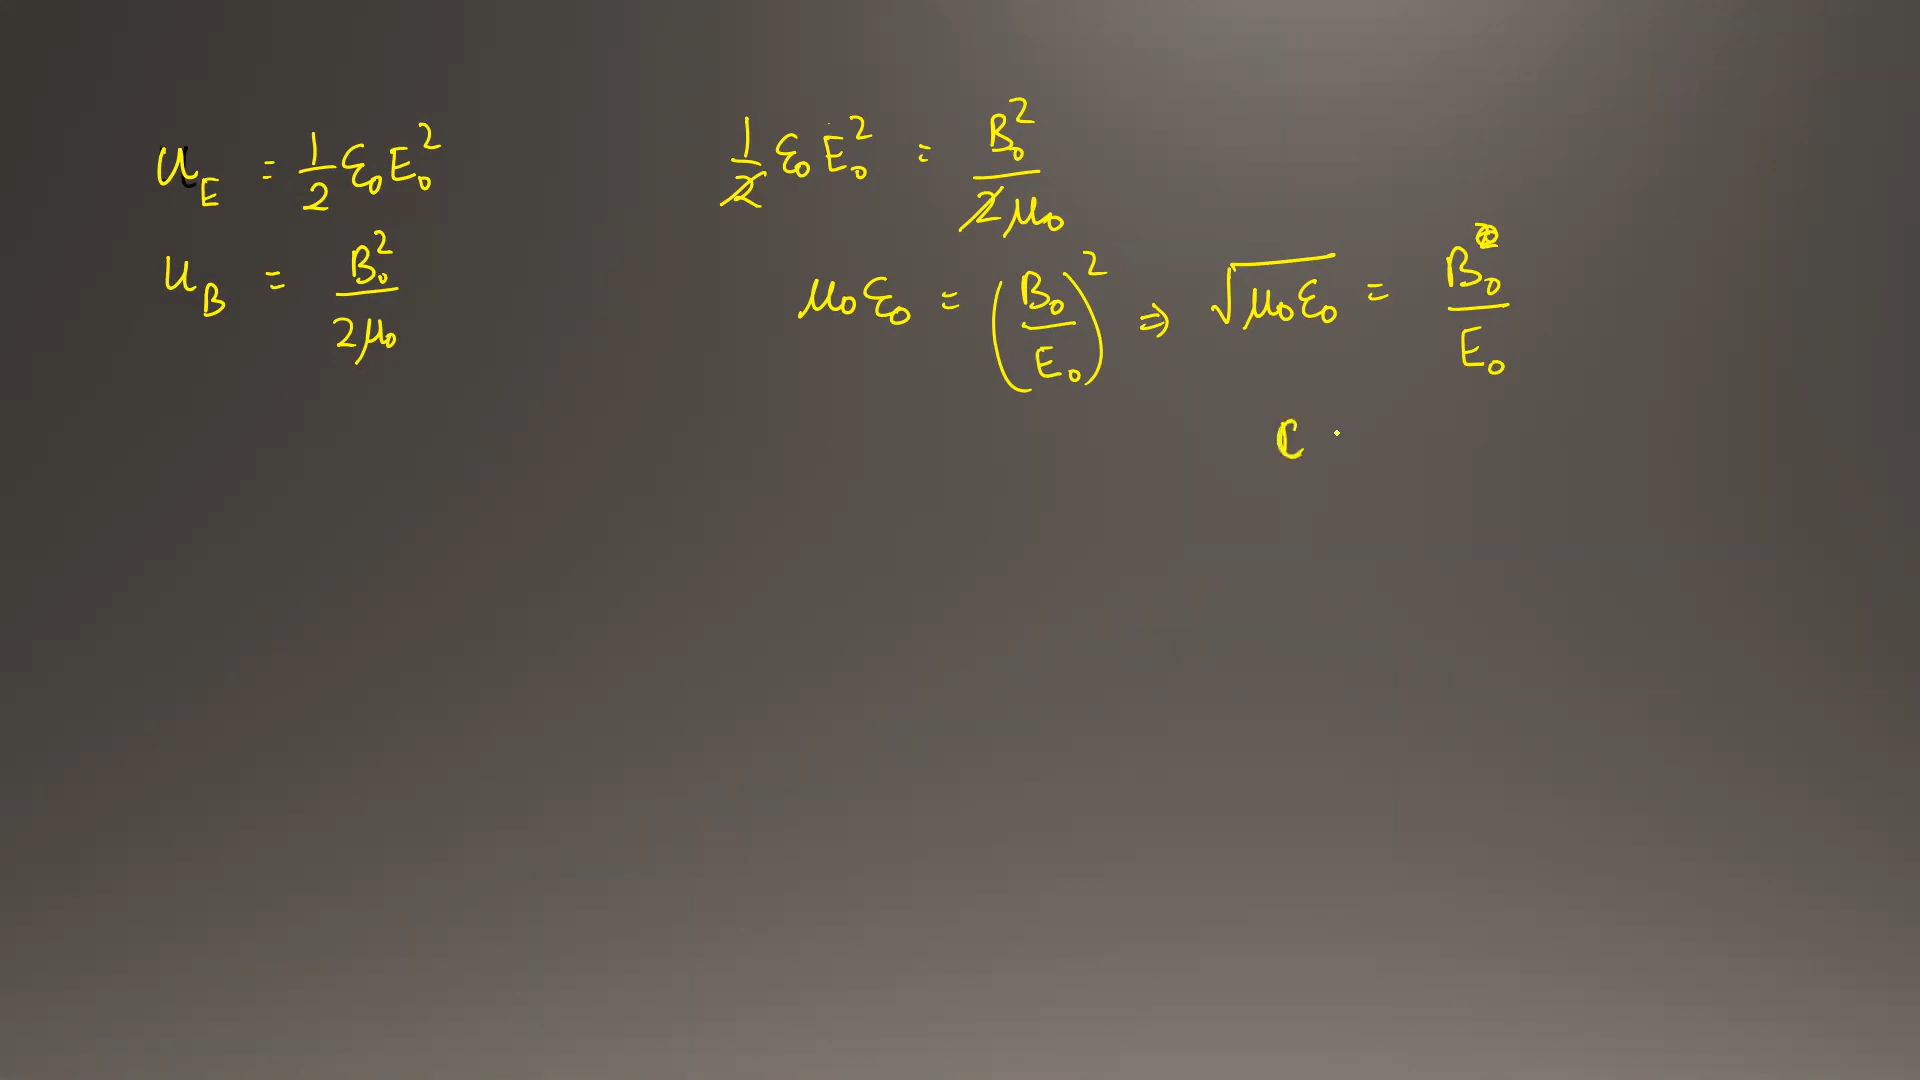 u_E = 1/2 ε₀E₀²
u_B = B₀²/2μ₀
1/2 ε₀E₀² = B₀²/2μ₀
μ₀ε₀ = (B₀/E₀)² ⇒ √μ₀ε₀ = B₀/E₀
C